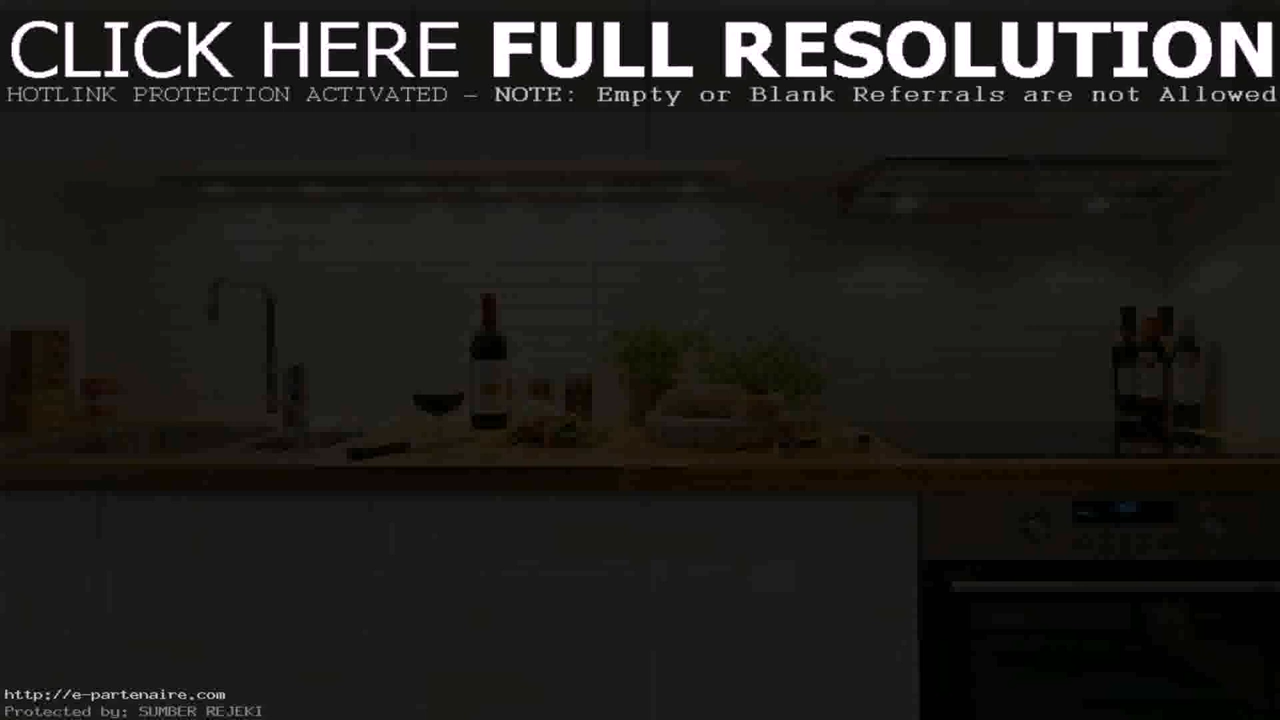 CLICK HERE FULL RESOLUTION
HOTLINK PROTECTION ACTIVATED - NOTE: Empty or Blank Referrals are not Allowed
http://e-partenaire.com
Protected by: SUMBER REJEKI